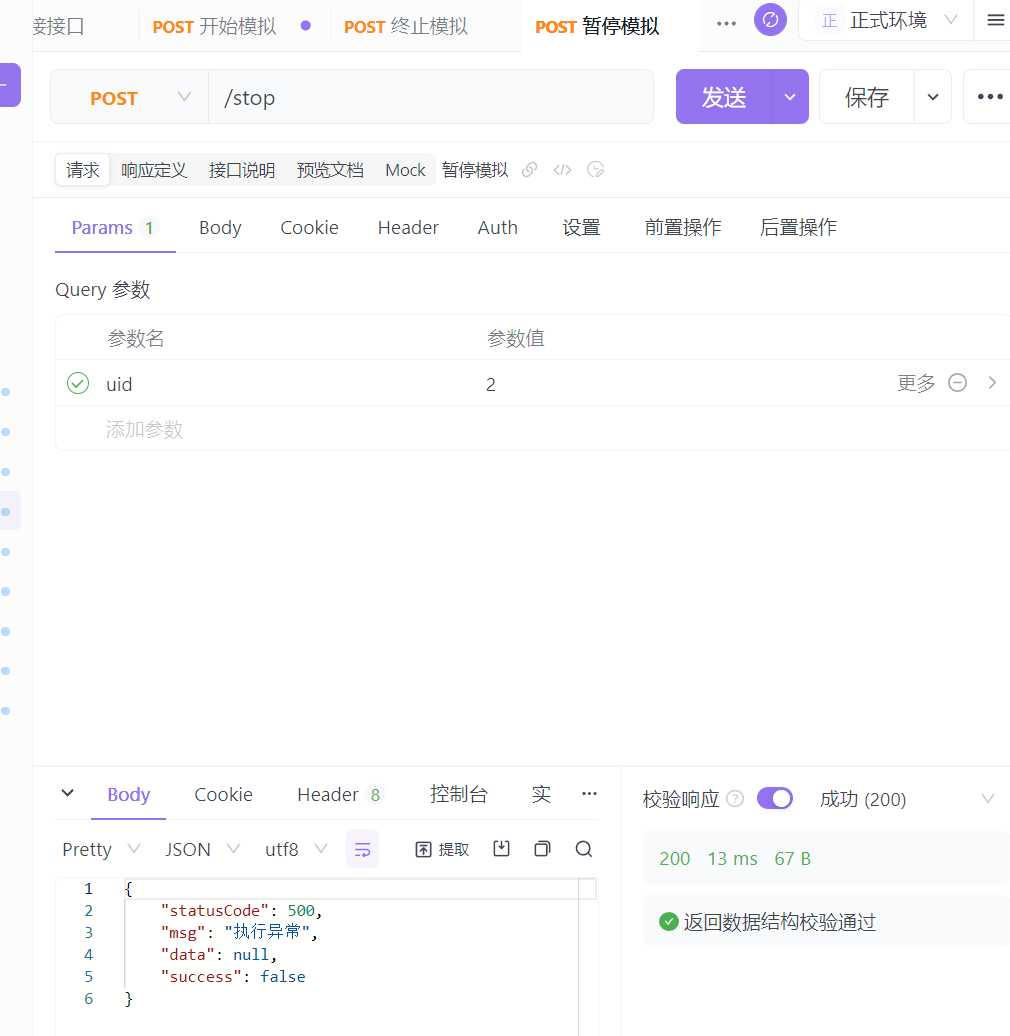 接接口 POST 开始模拟 POST 终止模拟 POST 暂停模拟 ··· 正 正式环境
POST /stop 发送 保存 •••
请求 响应定义 接口说明 预览文档 Mock 暂停模拟
Params 1 Body Cookie Header Auth 设置 前置操作 后置操作
Query 参数
参数名 参数值
uid 2 更多
添加参数
Body Cookie Header 8 控制台 实 ··· 校验响应 ? 成功 (200)
Pretty JSON utf8 提取
200 13 ms 67 B
1 {
2 "statusCode": 500,
3 "msg": "执行异常",
4 "data": null,
5 "success": false
6 }
返回数据结构校验通过